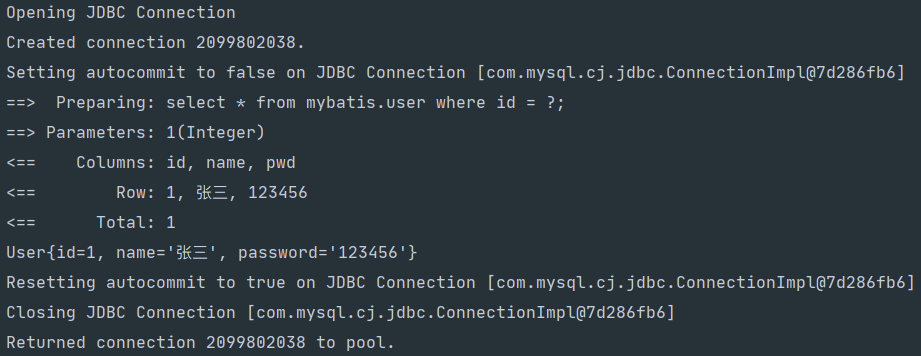 Opening JDBC Connection
Created connection 2099802038.
Setting autocommit to false on JDBC Connection [com.mysql.cj.jdbc.ConnectionImpl@7d286fb6]
==>  Preparing: select * from mybatis.user where id = ?;
==> Parameters: 1(Integer)
<==    Columns: id, name, pwd
<==        Row: 1, 张三, 123456
<==      Total: 1
User{id=1, name='张三', password='123456'}
Resetting autocommit to true on JDBC Connection [com.mysql.cj.jdbc.ConnectionImpl@7d286fb6]
Closing JDBC Connection [com.mysql.cj.jdbc.ConnectionImpl@7d286fb6]
Returned connection 2099802038 to pool.